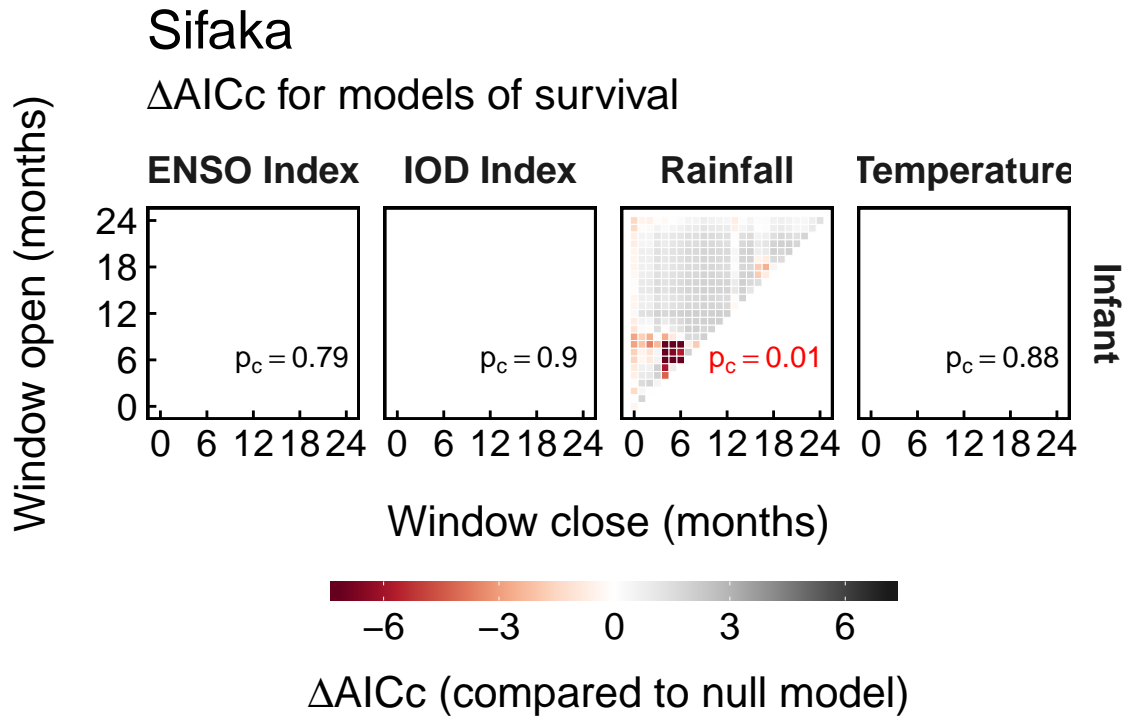 Sifaka
ΔAICc for models of survival
ENSO Index IOD Index Rainfall Temperature
Window open (months)
24
18
12
6
0
p_c = 0.79 p_c = 0.9 p_c = 0.01 p_c = 0.88
Infant
0 6 12 18 24 0 6 12 18 24 0 6 12 18 24 0 6 12 18 24
Window close (months)
−6 −3 0 3 6
ΔAICc (compared to null model)